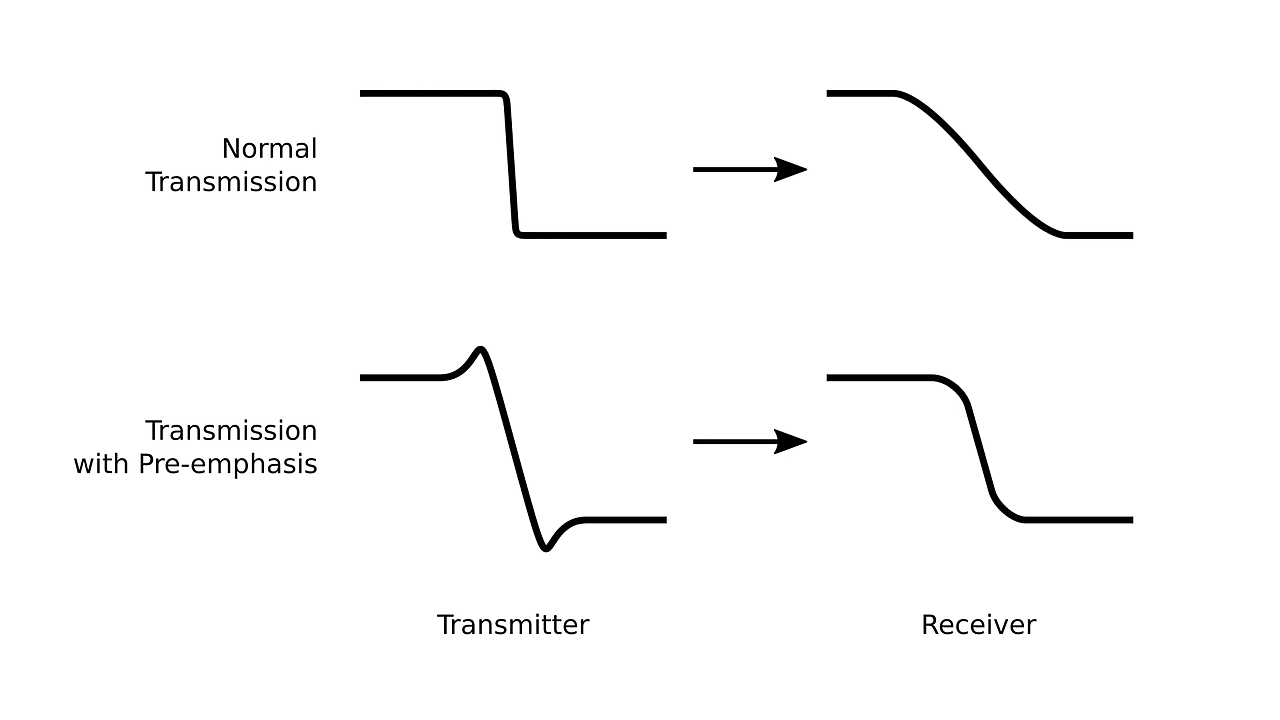 Normal
Transmission
Transmission
with Pre-emphasis
Transmitter
Receiver